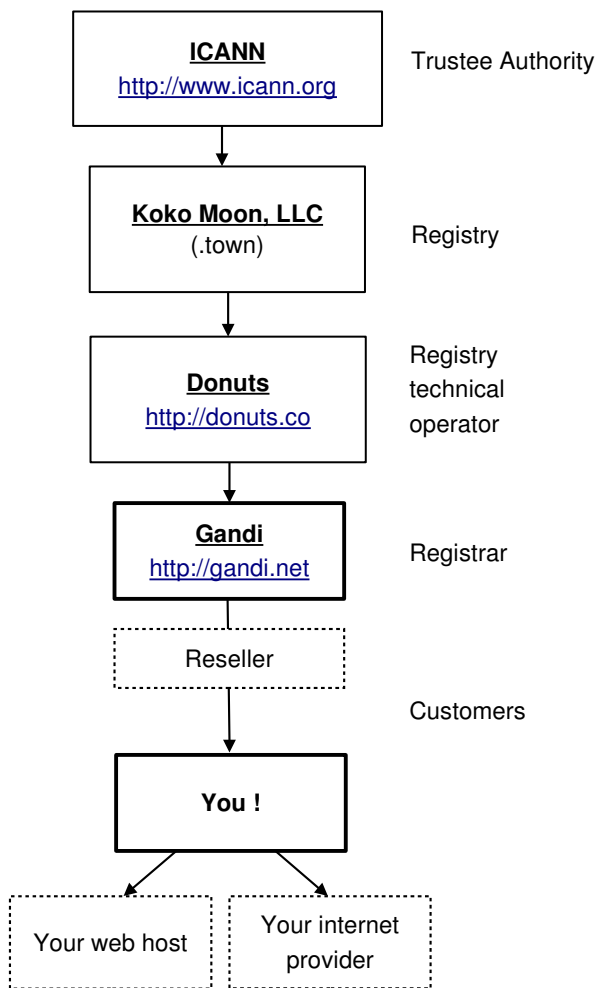 ICANN
http://www.icann.org
Trustee Authority
Koko Moon, LLC
(.town)
Registry
Donuts
http://donuts.co
Registry
technical
operator
Gandi
http://gandi.net
Registrar
Reseller
Customers
You !
Your web host
Your internet
provider